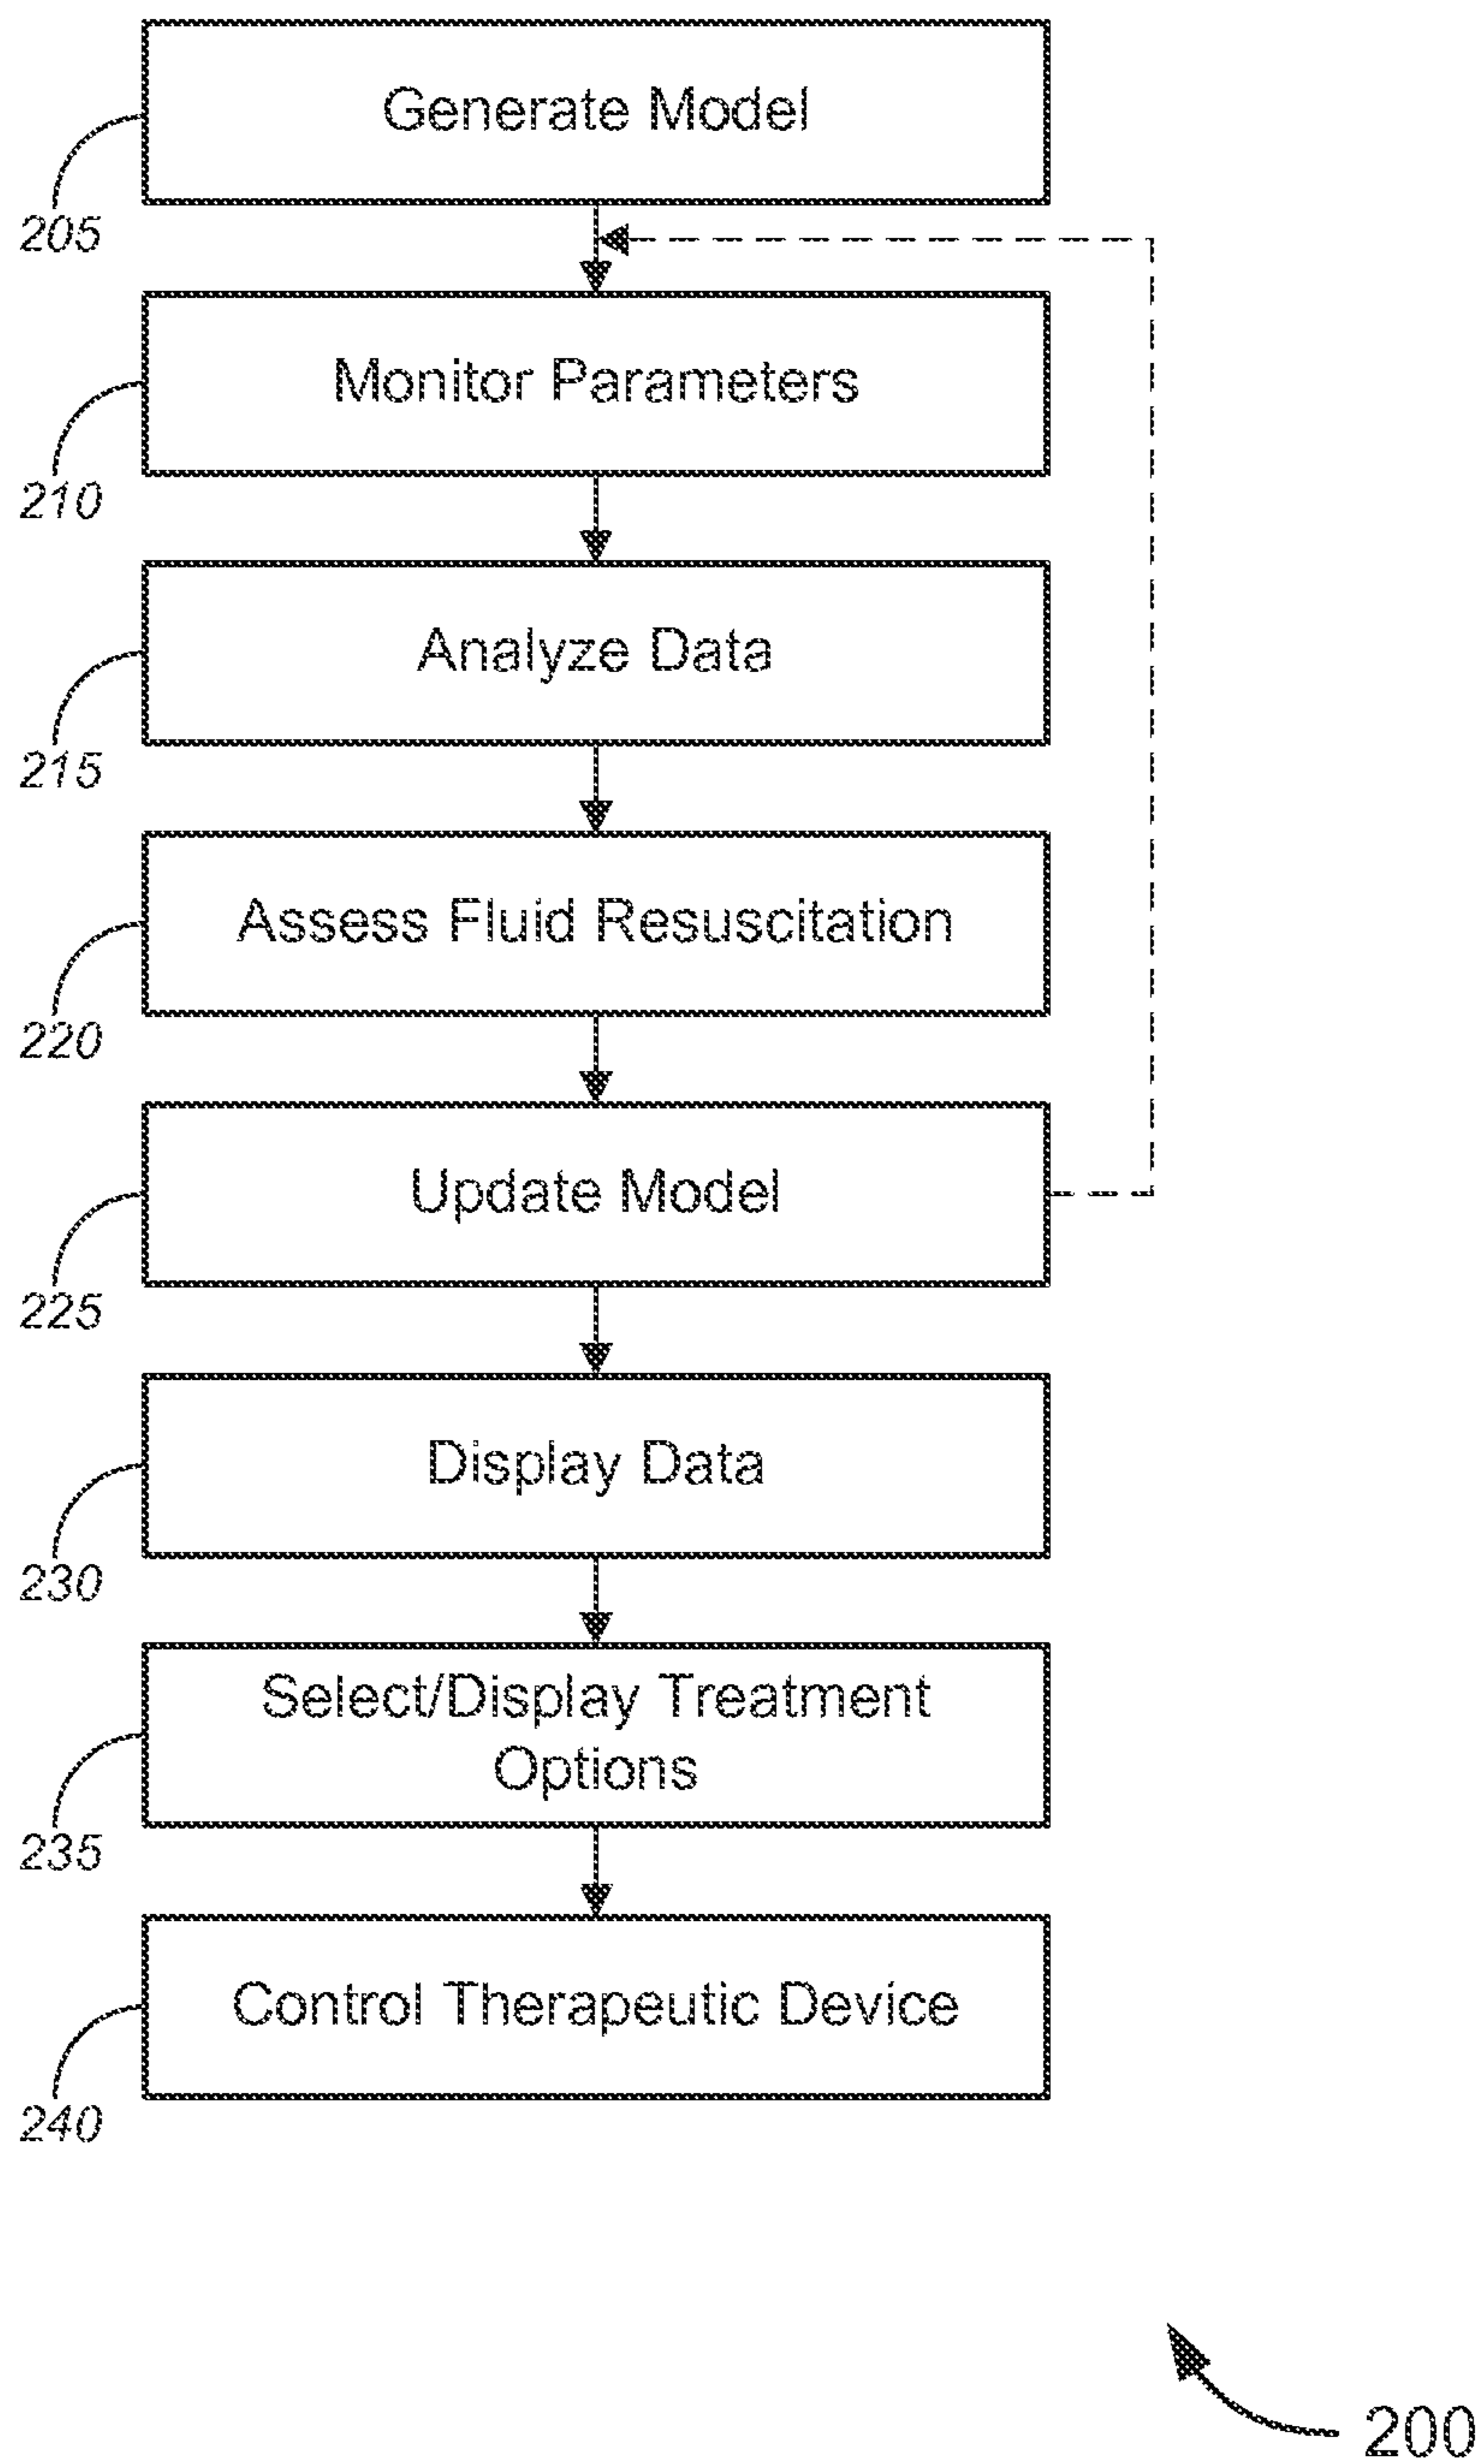 Generate Model
205
Monitor Parameters
210
Analyze Data
215
Assess Fluid Resuscitation
220
Update Model
225
Display Data
230
Select/Display Treatment
Options
235
Control Therapeutic Device
240
200